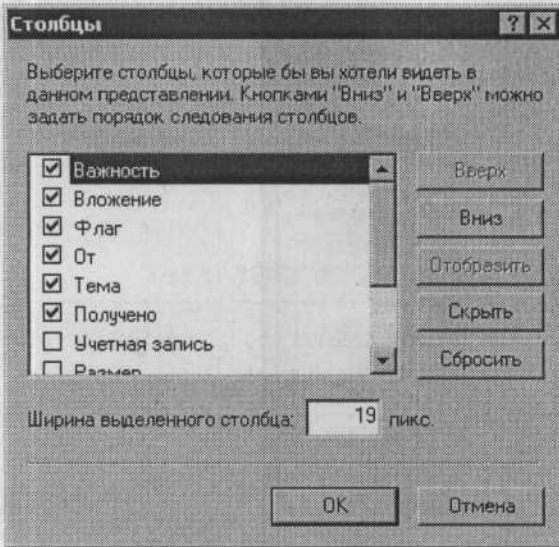 Столбцы
Выберите столбцы, которые бы вы хотели видеть в
данном представлении. Кнопками "Вниз" и "Вверх" можно
задать порядок следования столбцов.
Важность
Вложение
Флаг
От
Тема
Получено
Учетная запись
Размер
Вверх
Вниз
Отобразить
Скрыть
Сбросить
Ширина выделенного столбца: 19 пикс.
OK
Отмена